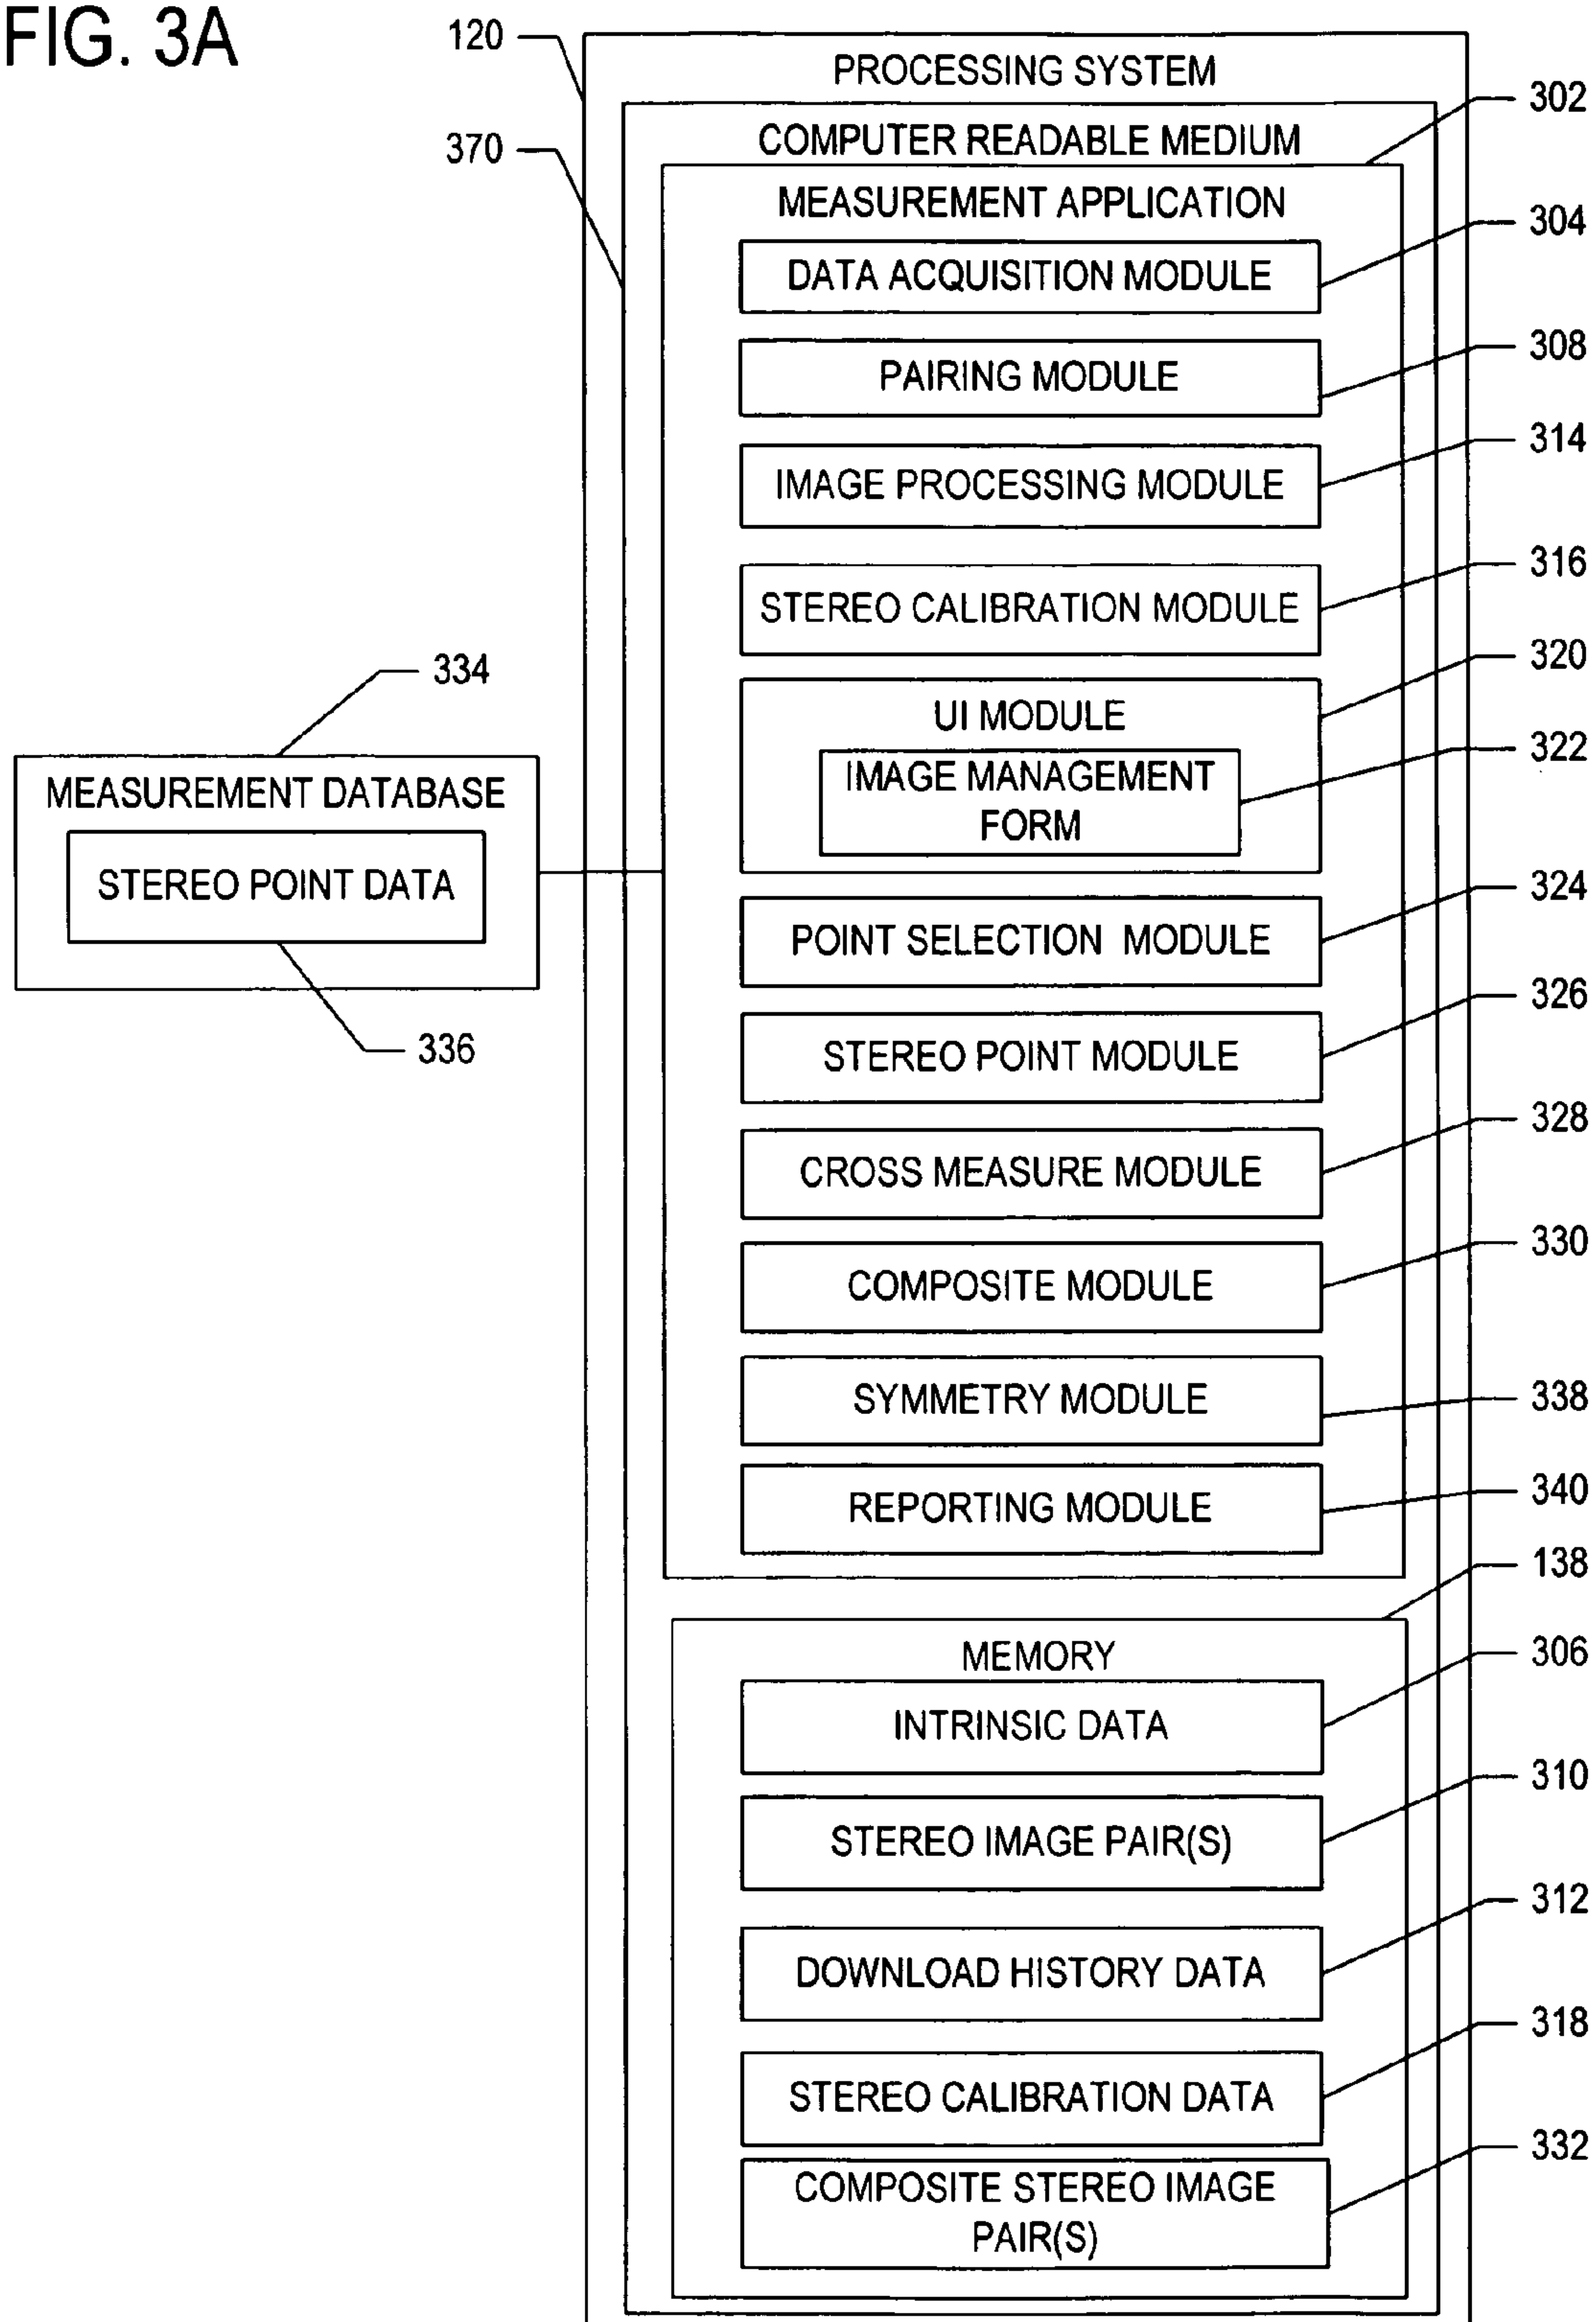 FIG. 3A
120
PROCESSING SYSTEM
302
370
COMPUTER READABLE MEDIUM
MEASUREMENT APPLICATION
304
DATA ACQUISITION MODULE
308
PAIRING MODULE
314
IMAGE PROCESSING MODULE
316
STEREO CALIBRATION MODULE
320
UI MODULE
322
IMAGE MANAGEMENT
FORM
334
MEASUREMENT DATABASE
STEREO POINT DATA
336
324
POINT SELECTION MODULE
326
STEREO POINT MODULE
328
CROSS MEASURE MODULE
330
COMPOSITE MODULE
338
SYMMETRY MODULE
340
REPORTING MODULE
138
MEMORY
306
INTRINSIC DATA
310
STEREO IMAGE PAIR(S)
312
DOWNLOAD HISTORY DATA
318
STEREO CALIBRATION DATA
332
COMPOSITE STEREO IMAGE
PAIR(S)